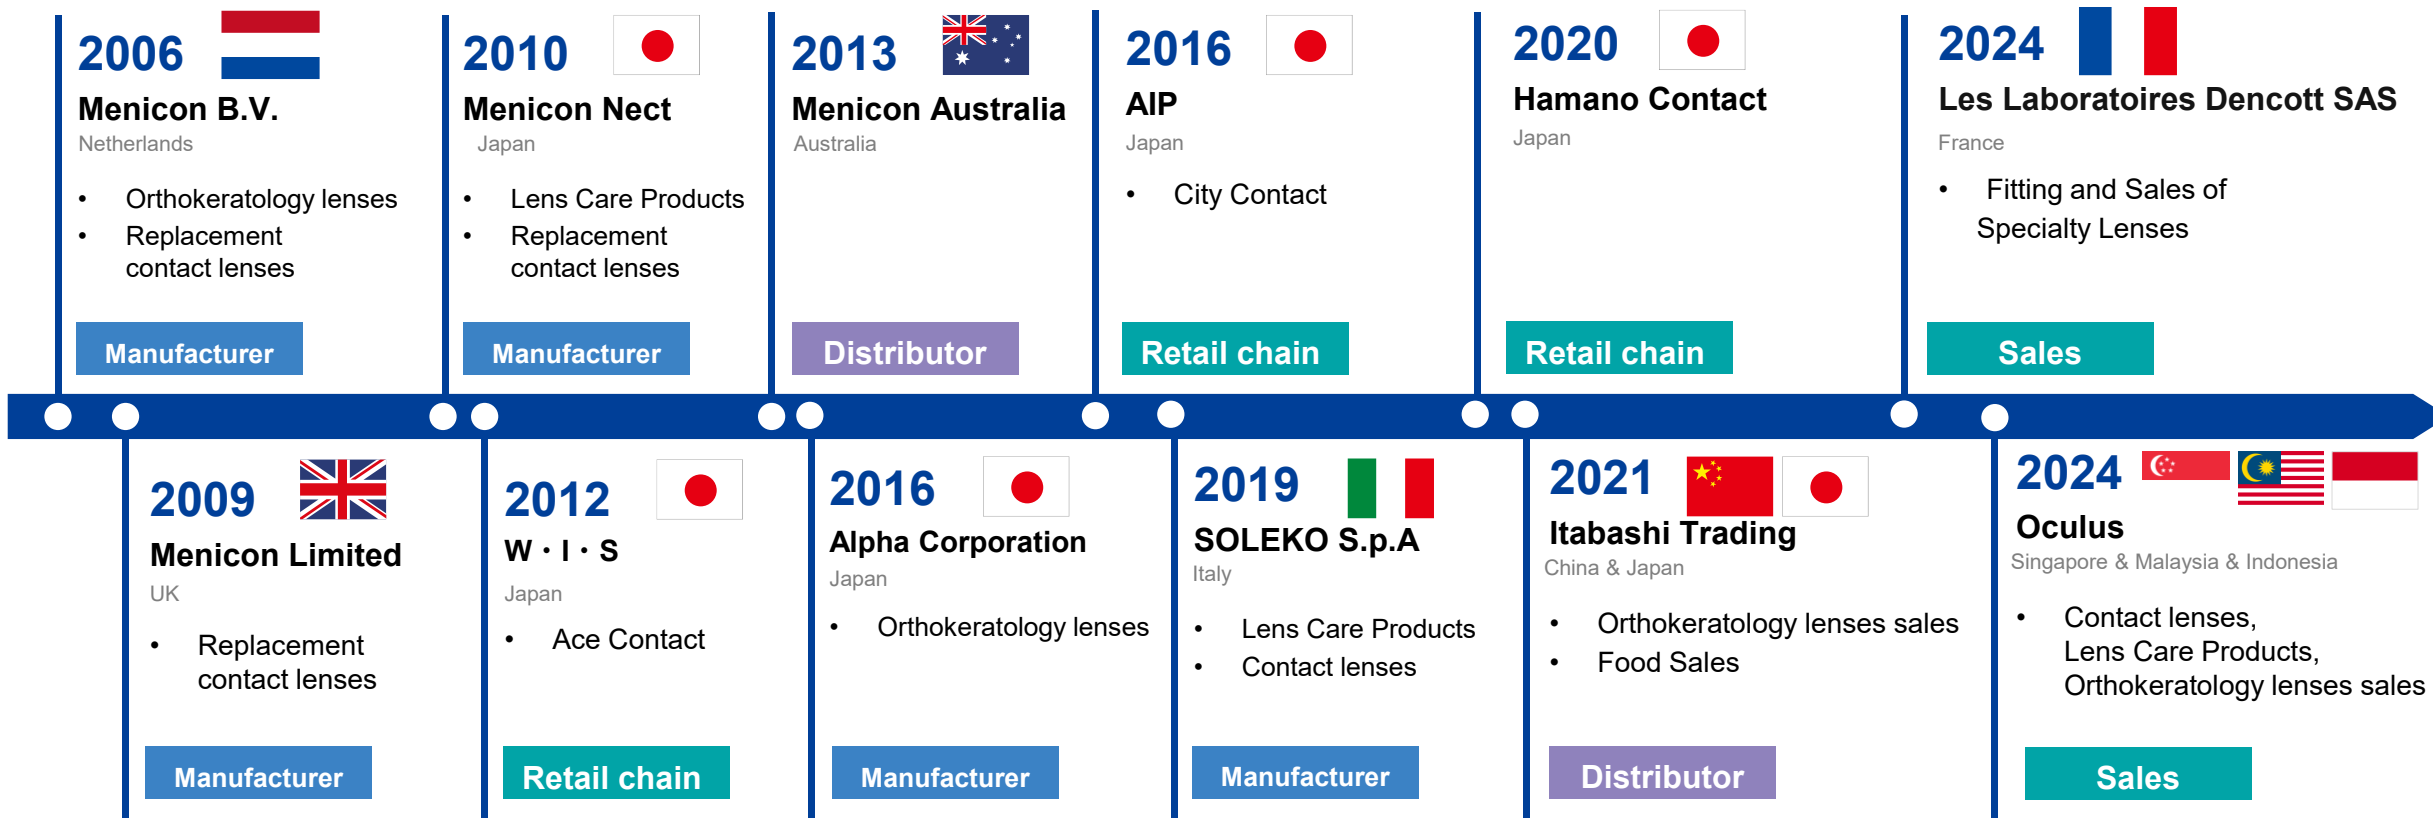 2006
Menicon B.V.
Netherlands
• Orthokeratology lenses
• Replacement
contact lenses
Manufacturer
2010
Menicon Nect
Japan
• Lens Care Products
• Replacement
contact lenses
Manufacturer
2013
Menicon Australia
Australia
Distributor
2016
AIP
Japan
• City Contact
Retail chain
2020
Hamano Contact
Japan
Retail chain
2024
Les Laboratoires Dencott SAS
France
• Fitting and Sales of
Specialty Lenses
Sales
2009
Menicon Limited
UK
• Replacement
contact lenses
Manufacturer
2012
W・I・S
Japan
• Ace Contact
Retail chain
2016
Alpha Corporation
Japan
• Orthokeratology lenses
Manufacturer
2019
SOLEKO S.p.A
Italy
• Lens Care Products
• Contact lenses
Manufacturer
2021
Itabashi Trading
China & Japan
• Orthokeratology lenses sales
• Food Sales
Distributor
2024
Oculus
Singapore & Malaysia & Indonesia
• Contact lenses,
Lens Care Products,
Orthokeratology lenses sales
Sales